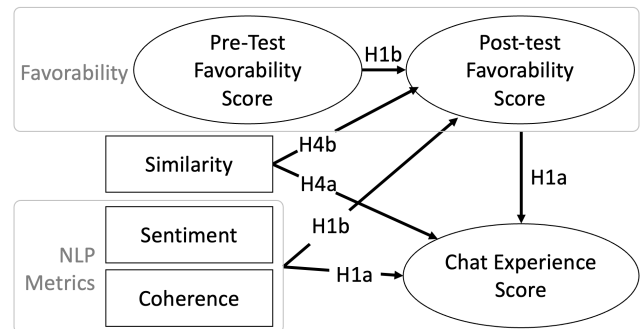 Favorability
Pre-Test
Favorability
Score
H1b
Post-test
Favorability
Score
H4b
Similarity
H4a
H1a
NLP
Metrics
Sentiment
Coherence
H1b
H1a
Chat Experience
Score